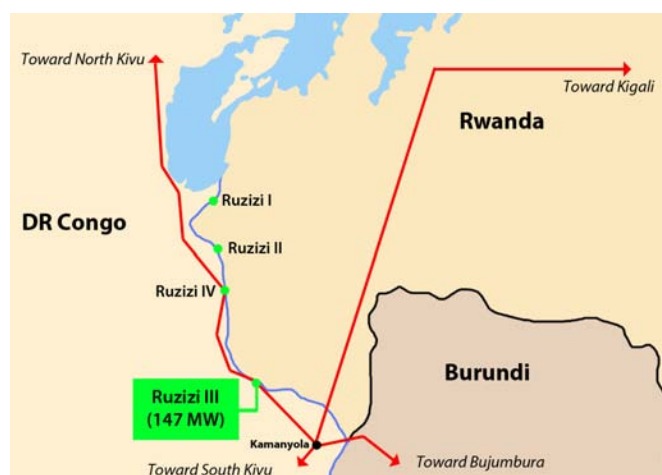 Toward North Kivu
Toward Kigali
Rwanda
Ruzizi I
DR Congo
Ruzizi II
Ruzizi IV
Burundi
Ruzizi III
(147 MW)
Kamanyola
Toward South Kivu
Toward Bujumbura